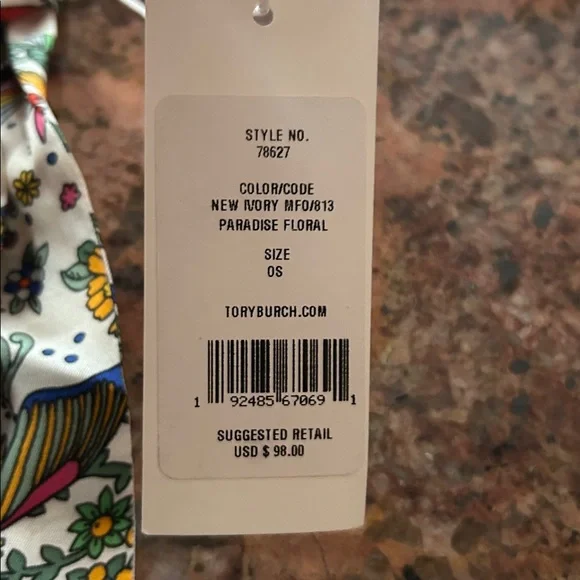 STYLE NO.
78627
COLOR/CODE
NEW IVORY MFO/813
PARADISE FLORAL
SIZE
OS
TORYBURCH.COM
1 92485 67069 1
SUGGESTED RETAIL
USD $ 98.00